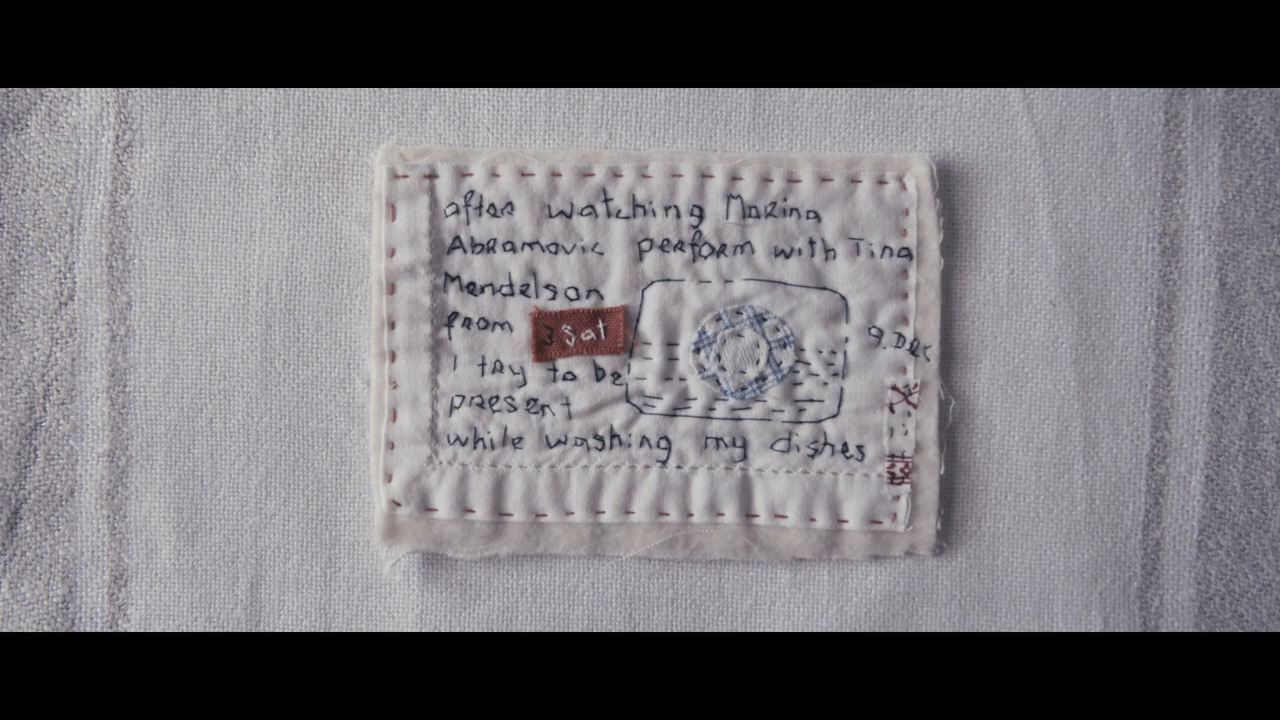 after watching Marina
Abramovic perform with Tina
Mendelson
from 3sat
9. Dec
I try to be
present
while washing my dishes